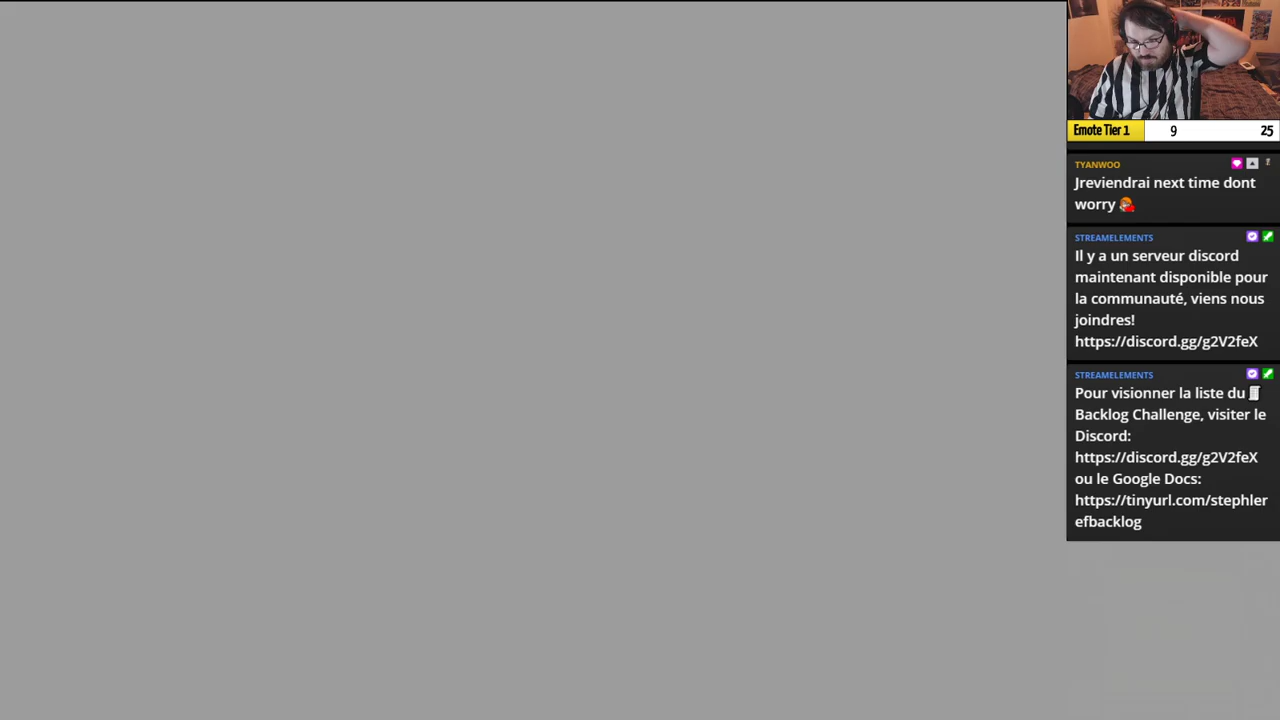 Emote Tier 1 9 25
TYANWOO
Jreviendrai next time dont
worry
STREAMELEMENTS
Il y a un serveur discord
maintenant disponible pour
la communauté, viens nous
joindres!
https://discord.gg/g2V2feX
STREAMELEMENTS
Pour visionner la liste du
Backlog Challenge, visiter le
Discord:
https://discord.gg/g2V2feX
ou le Google Docs:
https://tinyurl.com/stephler
efbacklog